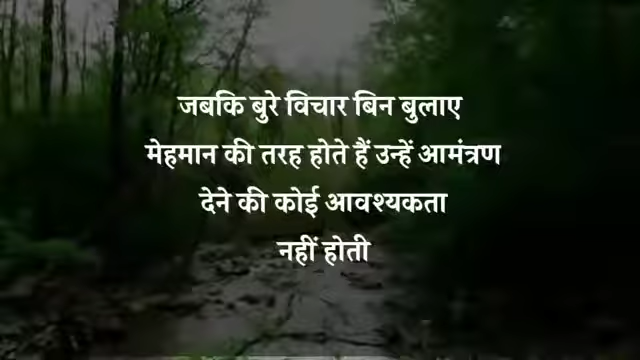 जबकि बुरे विचार बिन बुलाए
मेहमान की तरह होते हैं उन्हें आमंत्रण
देने की कोई आवश्यकता
नहीं होती